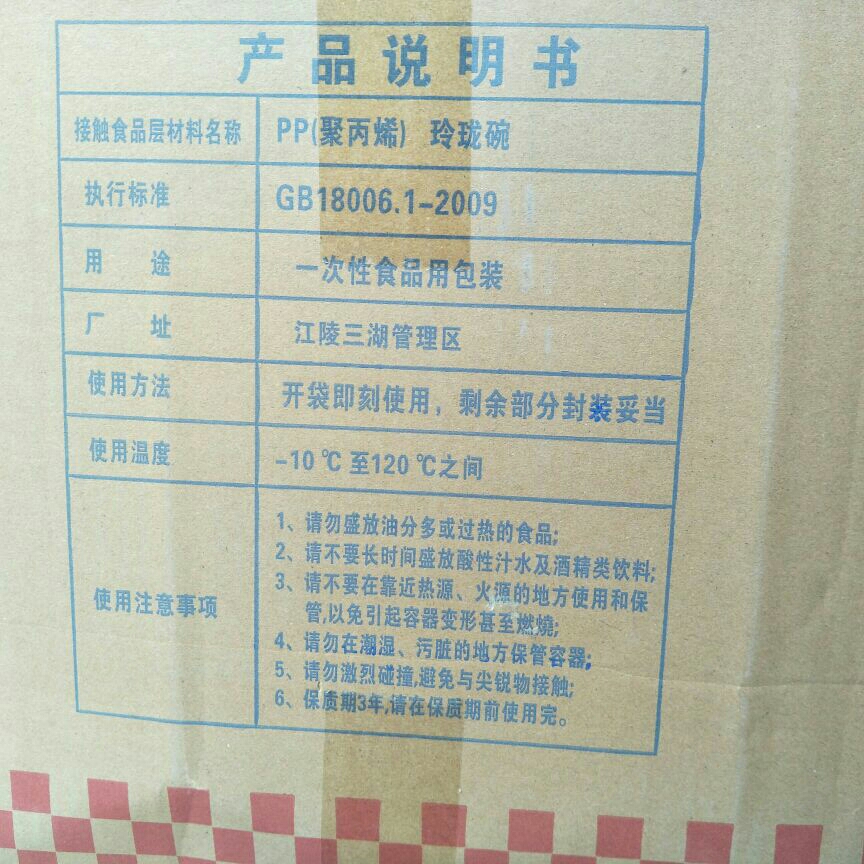 产品说明书
接触食品层材料名称 PP(聚丙烯) 玲珑碗
执行标准 GB18006.1-2009
用 途 一次性食品用包装
厂 址 江陵三湖管理区
使用方法 开袋即刻使用，剩余部分封装妥当
使用温度 -10℃至120℃之间
使用注意事项
1、请勿盛放油分多或过热的食品;
2、请不要长时间盛放酸性汁水及酒精类饮料;
3、请不要在靠近热源、火源的地方使用和保
管,以免引起容器变形甚至燃燒;
4、请勿在潮湿、污脏的地方保管容器;
5、请勿激烈碰撞,避免与尖锐物接触;
6、保质期3年,请在保质期前使用完。